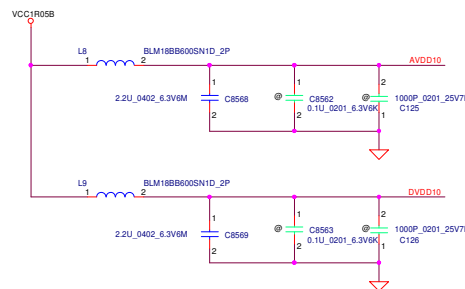 VCC1R05B
L8 BLM18BB600SN1D_2P
1 2 AVDD10
1 1 2
2.2U_0402_6.3V6M C8568 @ C8562 @ 1000P_0201_25V7
2 0.1U_0201_6.3V6K 1
2 C125
L9 BLM18BB600SN1D_2P
1 2 DVDD10
1 1 2
2.2U_0402_6.3V6M C8569 @ C8563 @ 1000P_0201_25V7
2 0.1U_0201_6.3V6K 1
2 C126